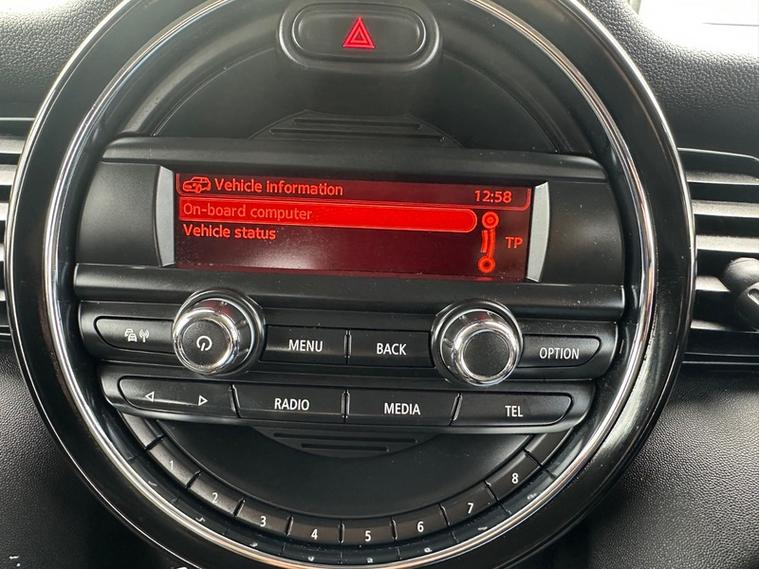 Vehicle information 12:58
On-board computer
Vehicle status
TP
MENU BACK OPTION
RADIO MEDIA TEL
1 2 3 4 5 6 7 8